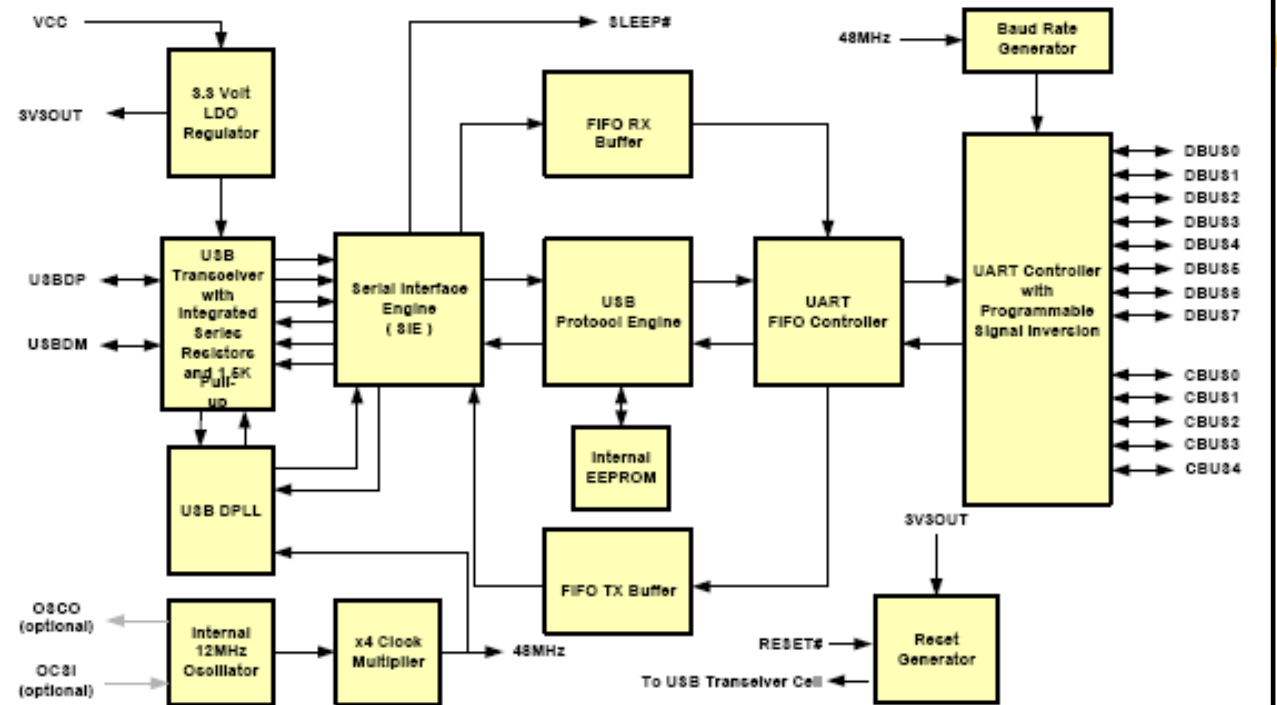 VCC
SLEEP#
48MHz
Baud Rate
Generator
3.3 Volt
LDO
Regulator
3V3OUT
FIFO RX
Buffer
DBUS0
DBUS1
DBUS2
DBUS3
DBUS4
DBUS5
DBUS6
DBUS7
USBDP
USBDM
USB
Transceiver
with
Integrated
Series
Resistors
and 1.5K
Pull-
up
Serial Interface
Engine
( SIE )
USB
Protocol Engine
UART
FIFO Controller
UART Controller
with
Programmable
Signal Inversion
CBUS0
CBUS1
CBUS2
CBUS3
CBUS4
Internal
EEPROM
USB DPLL
3V3OUT
FIFO TX Buffer
OSCO
(optional)
OCSI
(optional)
Internal
12MHz
Oscillator
x4 Clock
Multiplier
48MHz
RESET#
Reset
Generator
To USB Transeiver Cell